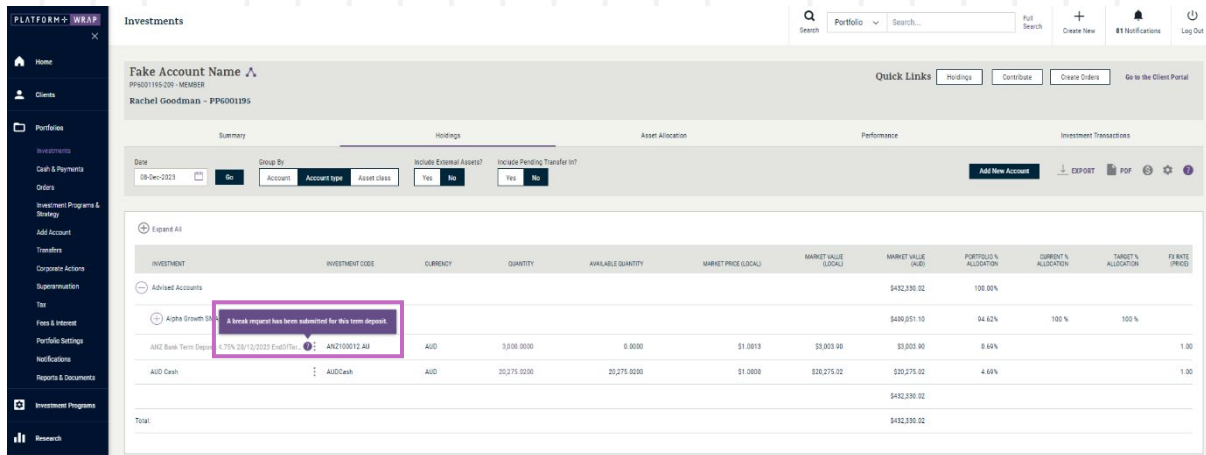 PLATFORM+ WRAP
Investments
Search
Portfolio
Search...
Full Search
Create New
81 Notifications
Log Out
Home
Clients
Portfolios
Investments
Cash & Payments
Orders
Investment Programs & Strategy
Add Account
Transfers
Corporate Actions
Superannuation
Tax
Fees & Interest
Portfolio Settings
Notifications
Reports & Documents
Investment Programs
Research
Fake Account Name
PP6001195-209 - MEMBER
Rachel Goodman - PP6001195
Quick Links Holdings Contribute Create Orders Go to the Client Portal
Summary Holdings Asset Allocation Performance Investment Transactions
Date Group By Include External Assets? Include Pending Transfer In?
08-Dec-2023 Go Account Account type Asset class Yes No Yes No Add New Account EXPORT PDF
Expand All
INVESTMENT INVESTMENT CODE CURRENCY QUANTITY AVAILABLE QUANTITY MARKET PRICE (LOCAL) MARKET VALUE (LOCAL) MARKET VALUE (AUD) PORTFOLIO % ALLOCATION CURRENT % ALLOCATION TARGET % ALLOCATION FX RATE (PRICE)
Advised Accounts $432,330.02 100.00%
A break request has been submitted for this term deposit.
Alpha Growth $409,051.10 94.62% 100 % 100 %
ANZ Bank Term 4.75% ANZ100012.AU AUD 3,000.0000 0.0000 $1.0013 $3,003.90 $3,003.90 0.69% 1.00
AUD Cash AUDCash AUD 20,275.0200 20,275.0200 $1.0000 $20,275.02 $20,275.02 4.69% 1.00
$432,330.02
Total: $432,330.02